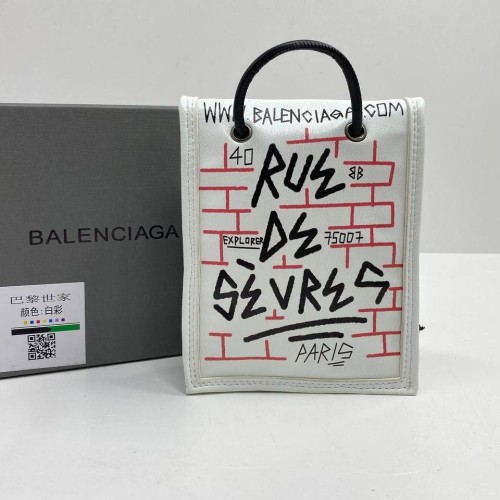 WWW.BALENCIAGA.COM
40
RUE
BB
EXPLORER
DE
75007
SÈVRES
PARIS
BALENCIAGA
巴黎世家
颜色:白彩